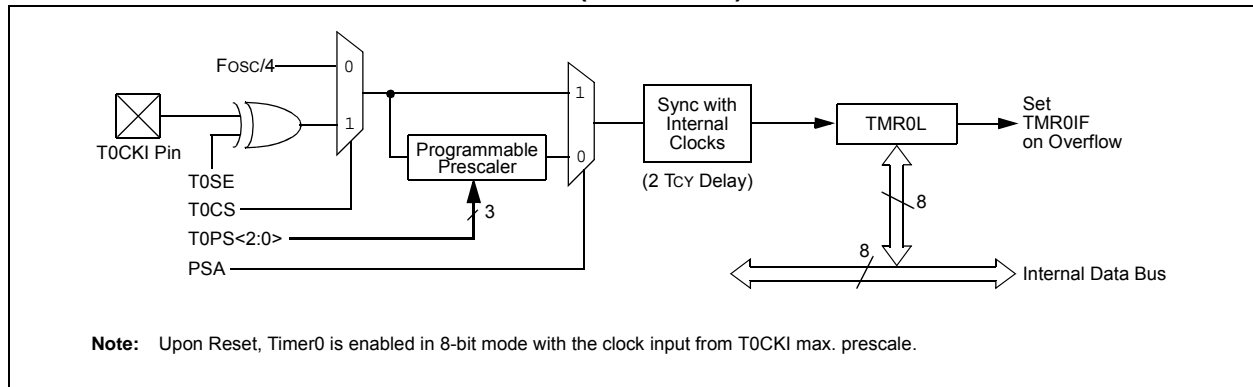 FOSC/4
0
1
T0CKI Pin
T0SE
T0CS
T0PS<2:0>
PSA
Programmable
Prescaler
3
1
0
Sync with
Internal
Clocks
(2 TCY Delay)
TMR0L
Set
TMR0IF
on Overflow
8
8
Internal Data Bus
Note: Upon Reset, Timer0 is enabled in 8-bit mode with the clock input from T0CKI max. prescale.